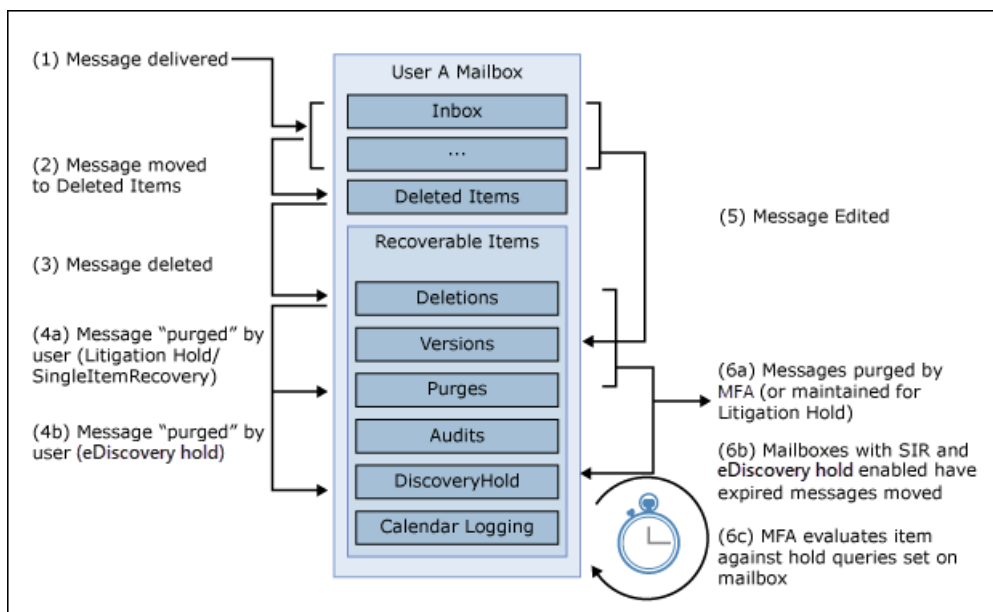 (1) Message delivered
User A Mailbox
Inbox
...
(2) Message moved
to Deleted Items
Deleted Items
(5) Message Edited
Recoverable Items
(3) Message deleted
Deletions
(4a) Message “purged” by
user (Litigation Hold/
SingleItemRecovery)
Versions
Purges
(6a) Messages purged by
MFA (or maintained for
Litigation Hold)
(4b) Message “purged” by
user (eDiscovery hold)
Audits
DiscoveryHold
(6b) Mailboxes with SIR and
eDiscovery hold enabled have
expired messages moved
Calendar Logging
(6c) MFA evaluates item
against hold queries set on
mailbox